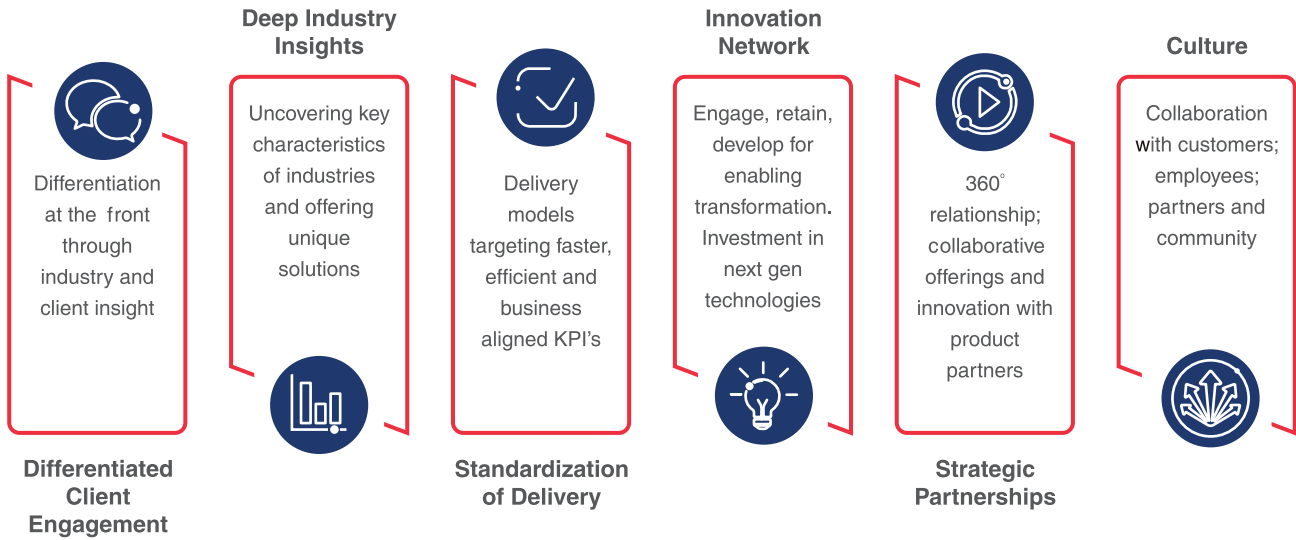 Differentiation
at the front
through
industry and
client insight
Differentiated
Client
Engagement
Deep Industry
Insights
Uncovering key
characteristics
of industries
and offering
unique
solutions
Delivery
models
targeting faster,
efficient and
business
aligned KPI's
Standardization
of Delivery
Innovation
Network
Engage, retain,
develop for
enabling
transformation.
Investment in
next gen
technologies
360°
relationship;
collaborative
offerings and
innovation with
product
partners
Strategic
Partnerships
Culture
Collaboration
with customers;
employees;
partners and
community